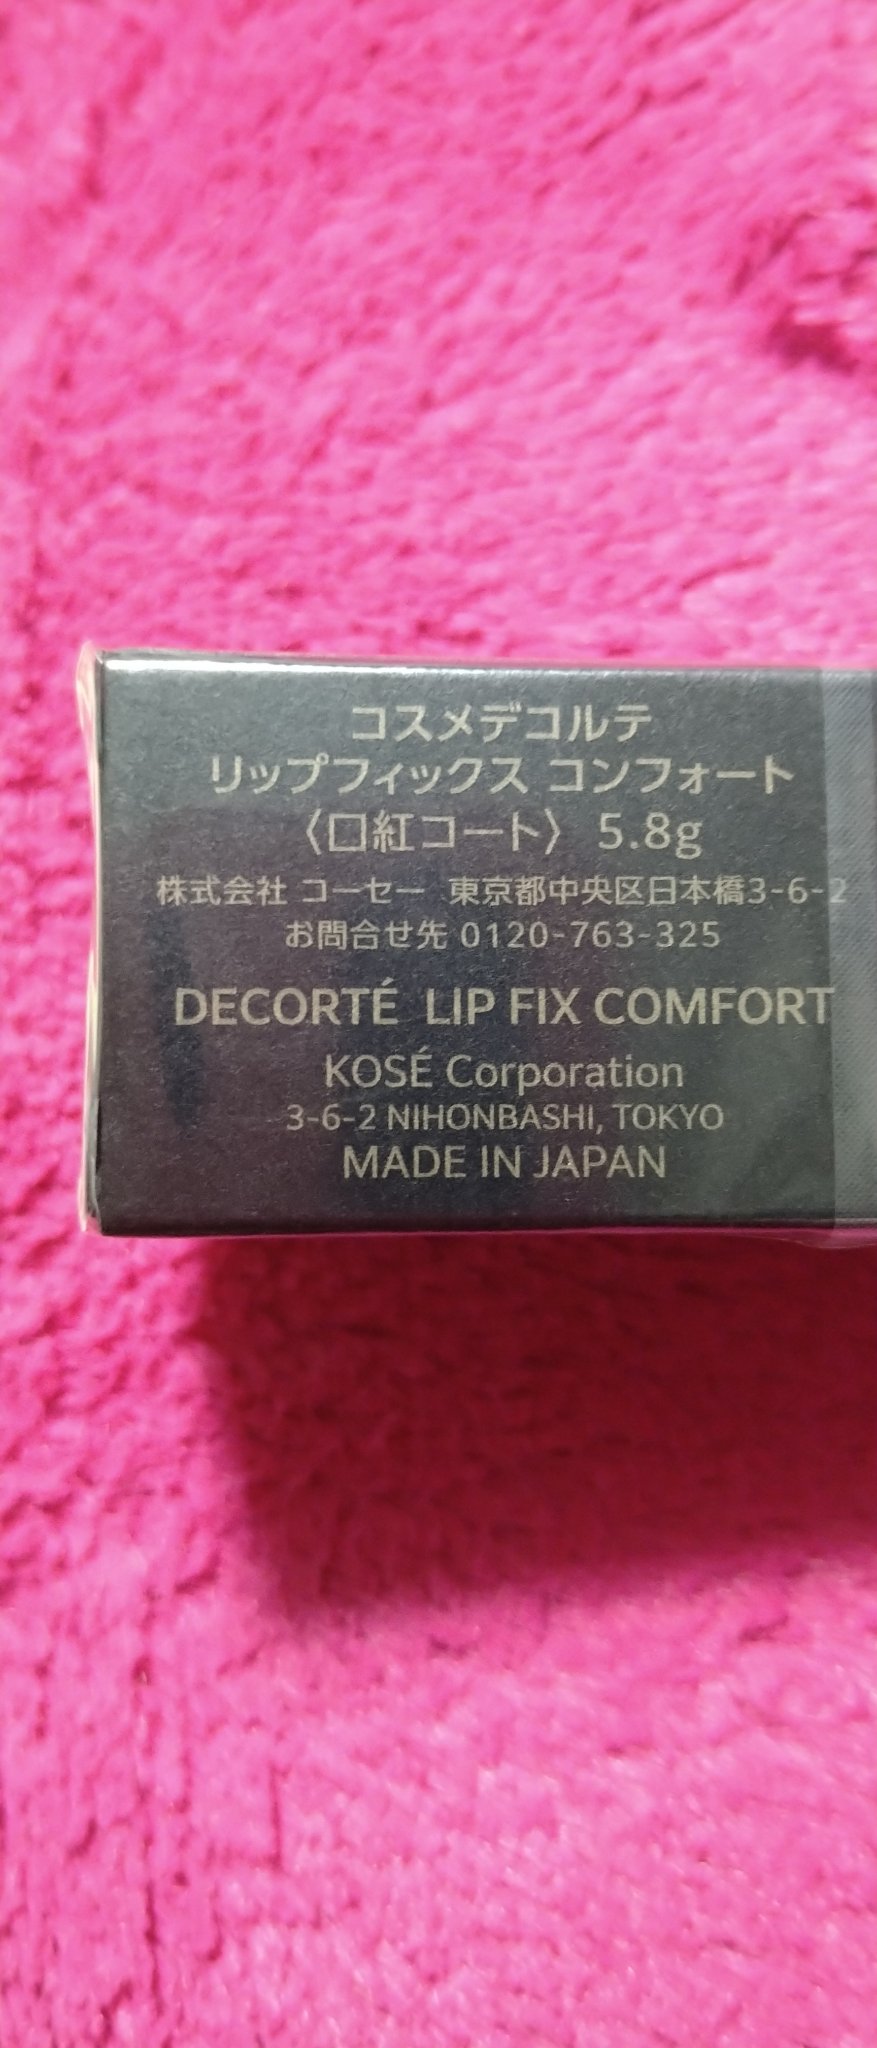 コスメデコルテ
リップフィックス コンフォート
〈口紅コート〉 5.8g
株式会社 コーセー 東京都中央区日本橋3-6-2
お問合せ先 0120-763-325
DECORTÉ LIP FIX COMFORT
KOSÉ Corporation
3-6-2 NIHONBASHI, TOKYO
MADE IN JAPAN